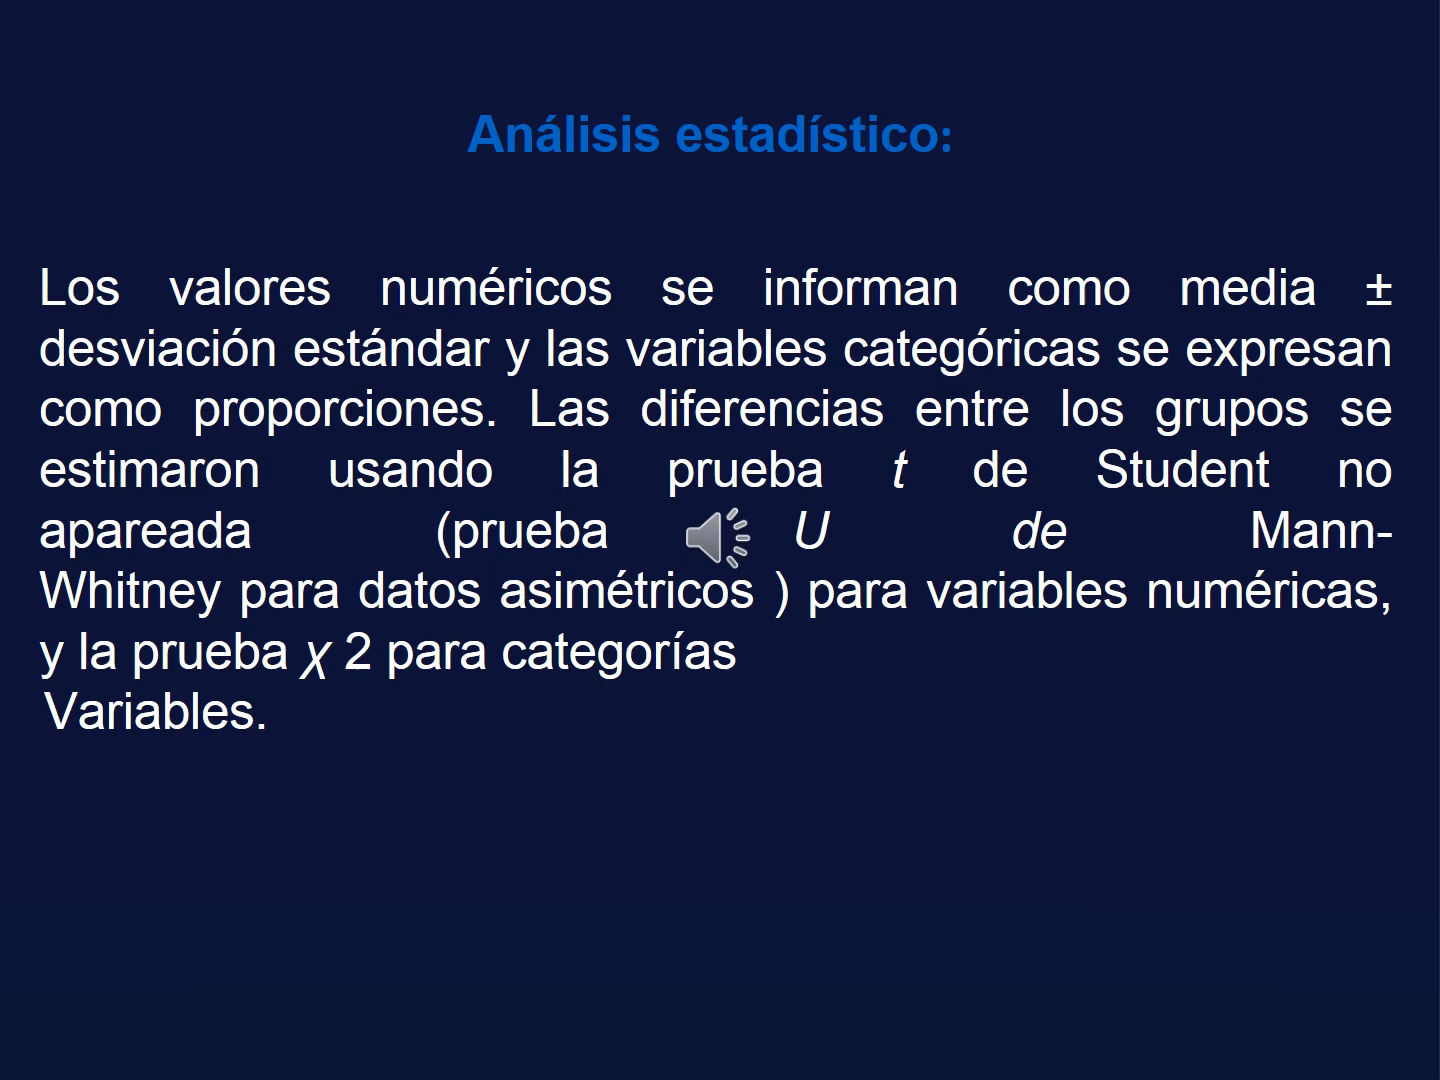 Análisis estadístico:
Los valores numéricos se informan como media ±
desviación estándar y las variables categóricas se expresan
como proporciones. Las diferencias entre los grupos se
estimaron usando la prueba t de Student no
apareada (prueba U de Mann-
Whitney para datos asimétricos ) para variables numéricas,
y la prueba χ 2 para categorías
Variables.